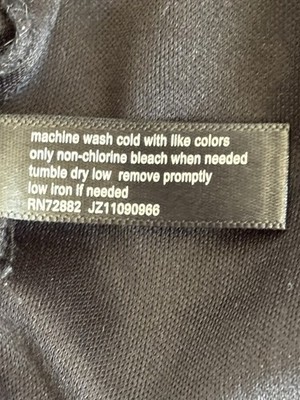 machine wash cold with like colors
only non-chlorine bleach when needed
tumble dry low remove promptly
low iron if needed
RN72882 JZ11090966